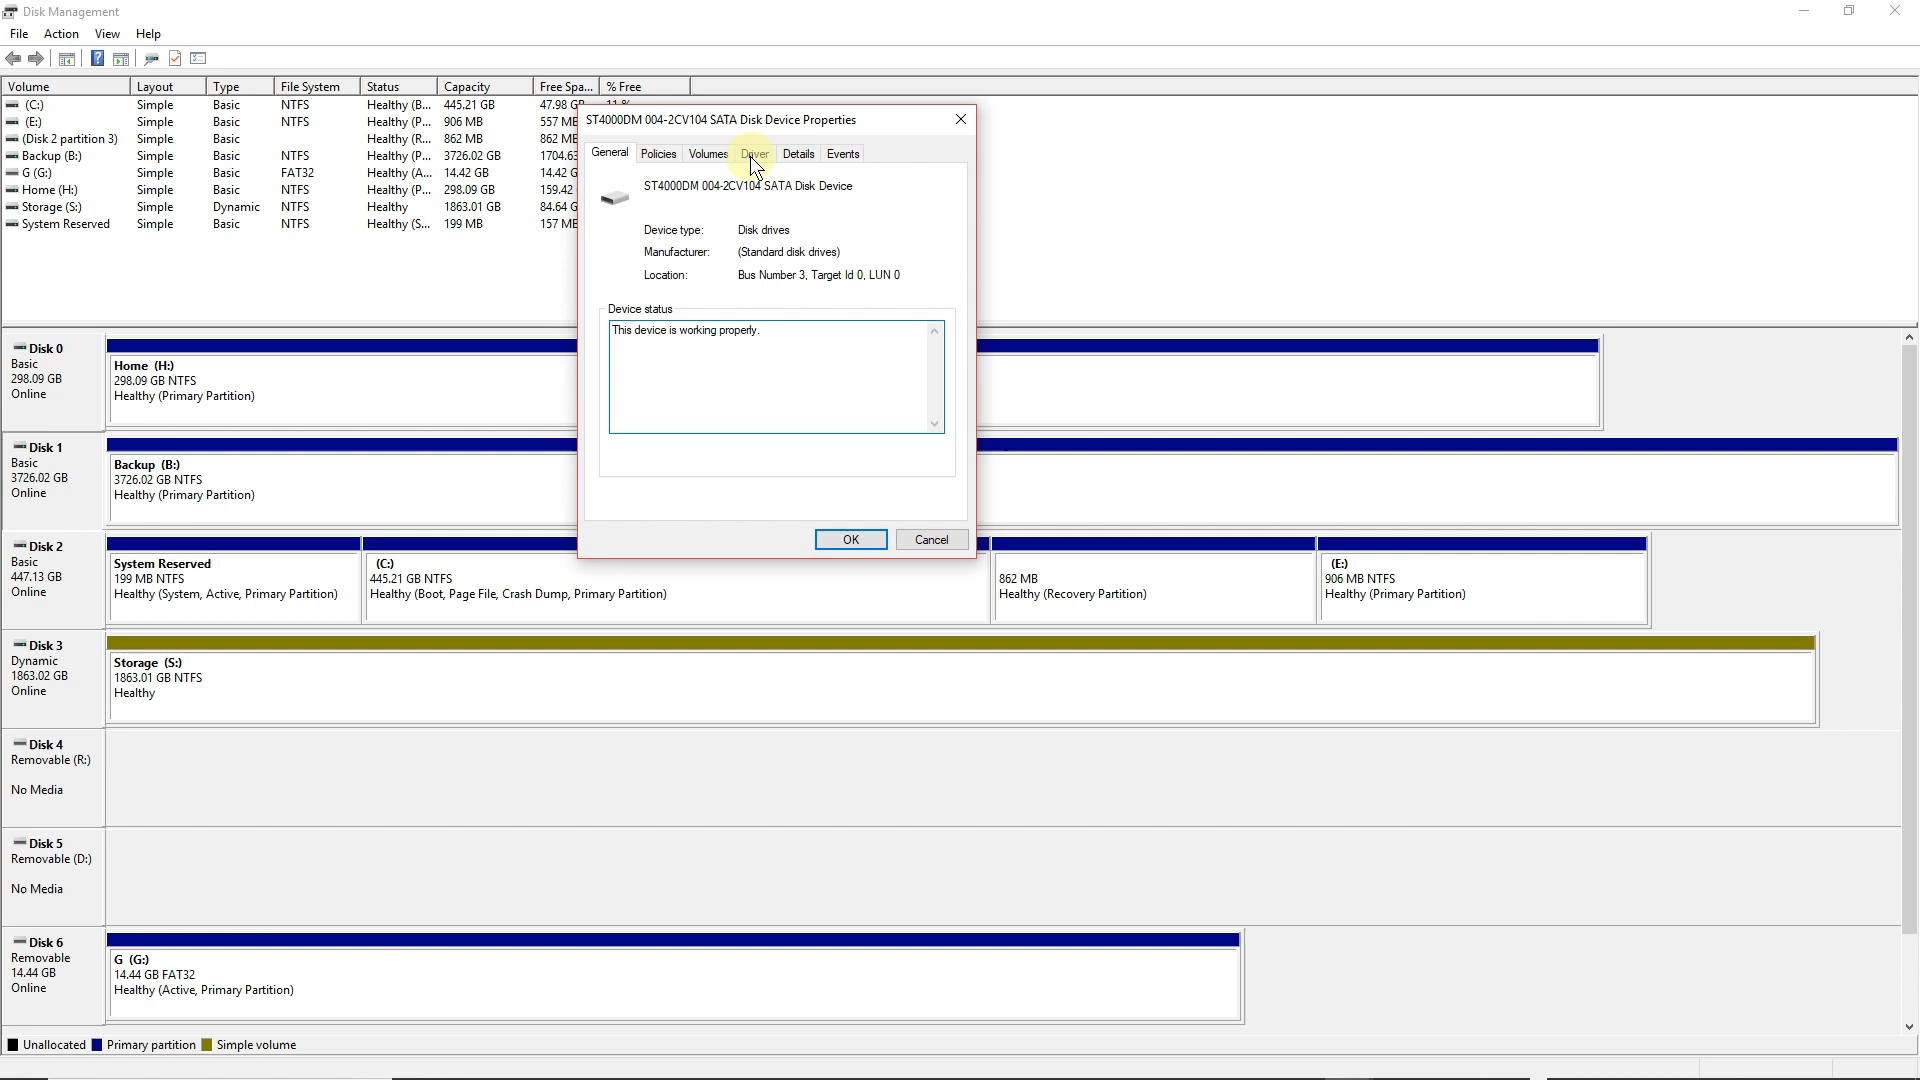 Disk Management
File Action View Help
Volume Layout Type File System Status Capacity Free Spa... % Free
(C:) Simple Basic NTFS Healthy (B... 445.21 GB 47.98 GB
(E:) Simple Basic NTFS Healthy (P... 906 MB 557 MB
(Disk 2 partition 3) Simple Basic Healthy (R... 862 MB 862 MB
Backup (B:) Simple Basic NTFS Healthy (P... 3726.02 GB 1704.63
G (G:) Simple Basic FAT32 Healthy (A... 14.42 GB 14.42 G
Home (H:) Simple Basic NTFS Healthy (P... 298.09 GB 159.42
Storage (S:) Simple Dynamic NTFS Healthy 1863.01 GB 84.64 G
System Reserved Simple Basic NTFS Healthy (S... 199 MB 157 MB
ST4000DM 004-2CV104 SATA Disk Device Properties
General Policies Volumes Driver Details Events
ST4000DM 004-2CV104 SATA Disk Device
Device type: Disk drives
Manufacturer: (Standard disk drives)
Location: Bus Number 3, Target Id 0, LUN 0
Device status
This device is working properly.
OK Cancel
Disk 0
Basic
298.09 GB
Online
Home (H:)
298.09 GB NTFS
Healthy (Primary Partition)
Disk 1
Basic
3726.02 GB
Online
Backup (B:)
3726.02 GB NTFS
Healthy (Primary Partition)
Disk 2
Basic
447.13 GB
Online
System Reserved
199 MB NTFS
Healthy (System, Active, Primary Partition)
(C:)
445.21 GB NTFS
Healthy (Boot, Page File, Crash Dump, Primary Partition)
862 MB
Healthy (Recovery Partition)
(E:)
906 MB NTFS
Healthy (Primary Partition)
Disk 3
Dynamic
1863.02 GB
Online
Storage (S:)
1863.01 GB NTFS
Healthy
Disk 4
Removable (R:)
No Media
Disk 5
Removable (D:)
No Media
Disk 6
Removable
14.44 GB
Online
G (G:)
14.44 GB FAT32
Healthy (Active, Primary Partition)
Unallocated Primary partition Simple volume